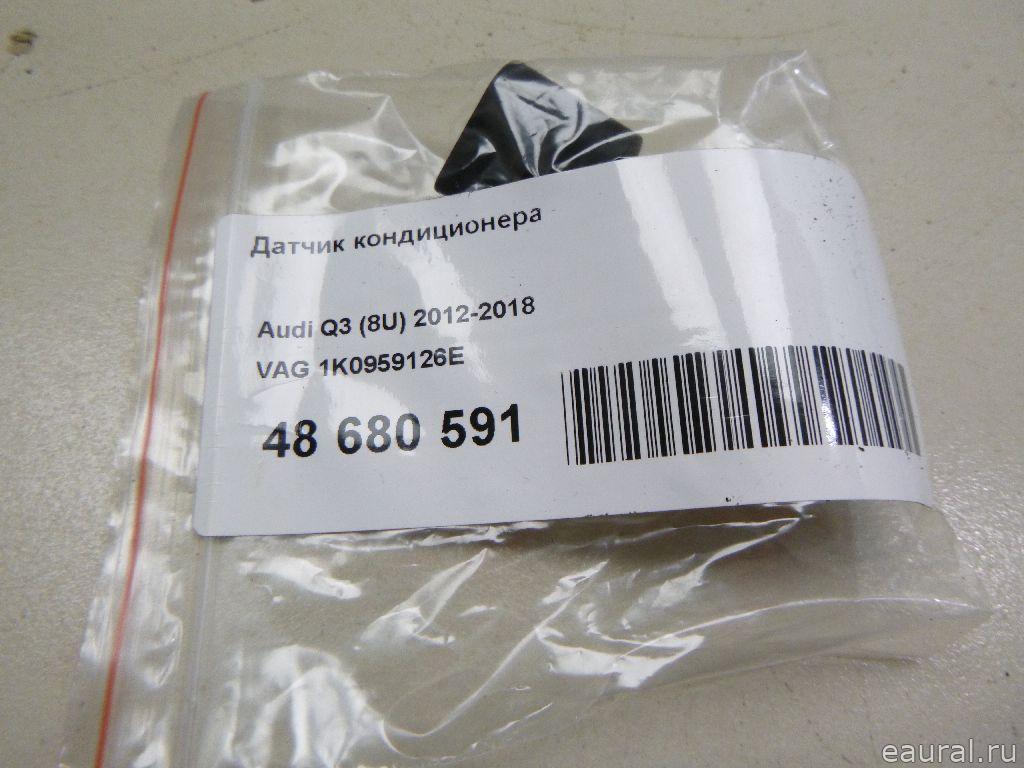 Датчик кондиционера
Audi Q3 (8U) 2012-2018
VAG 1K0959126E
48 680 591
eaural.ru